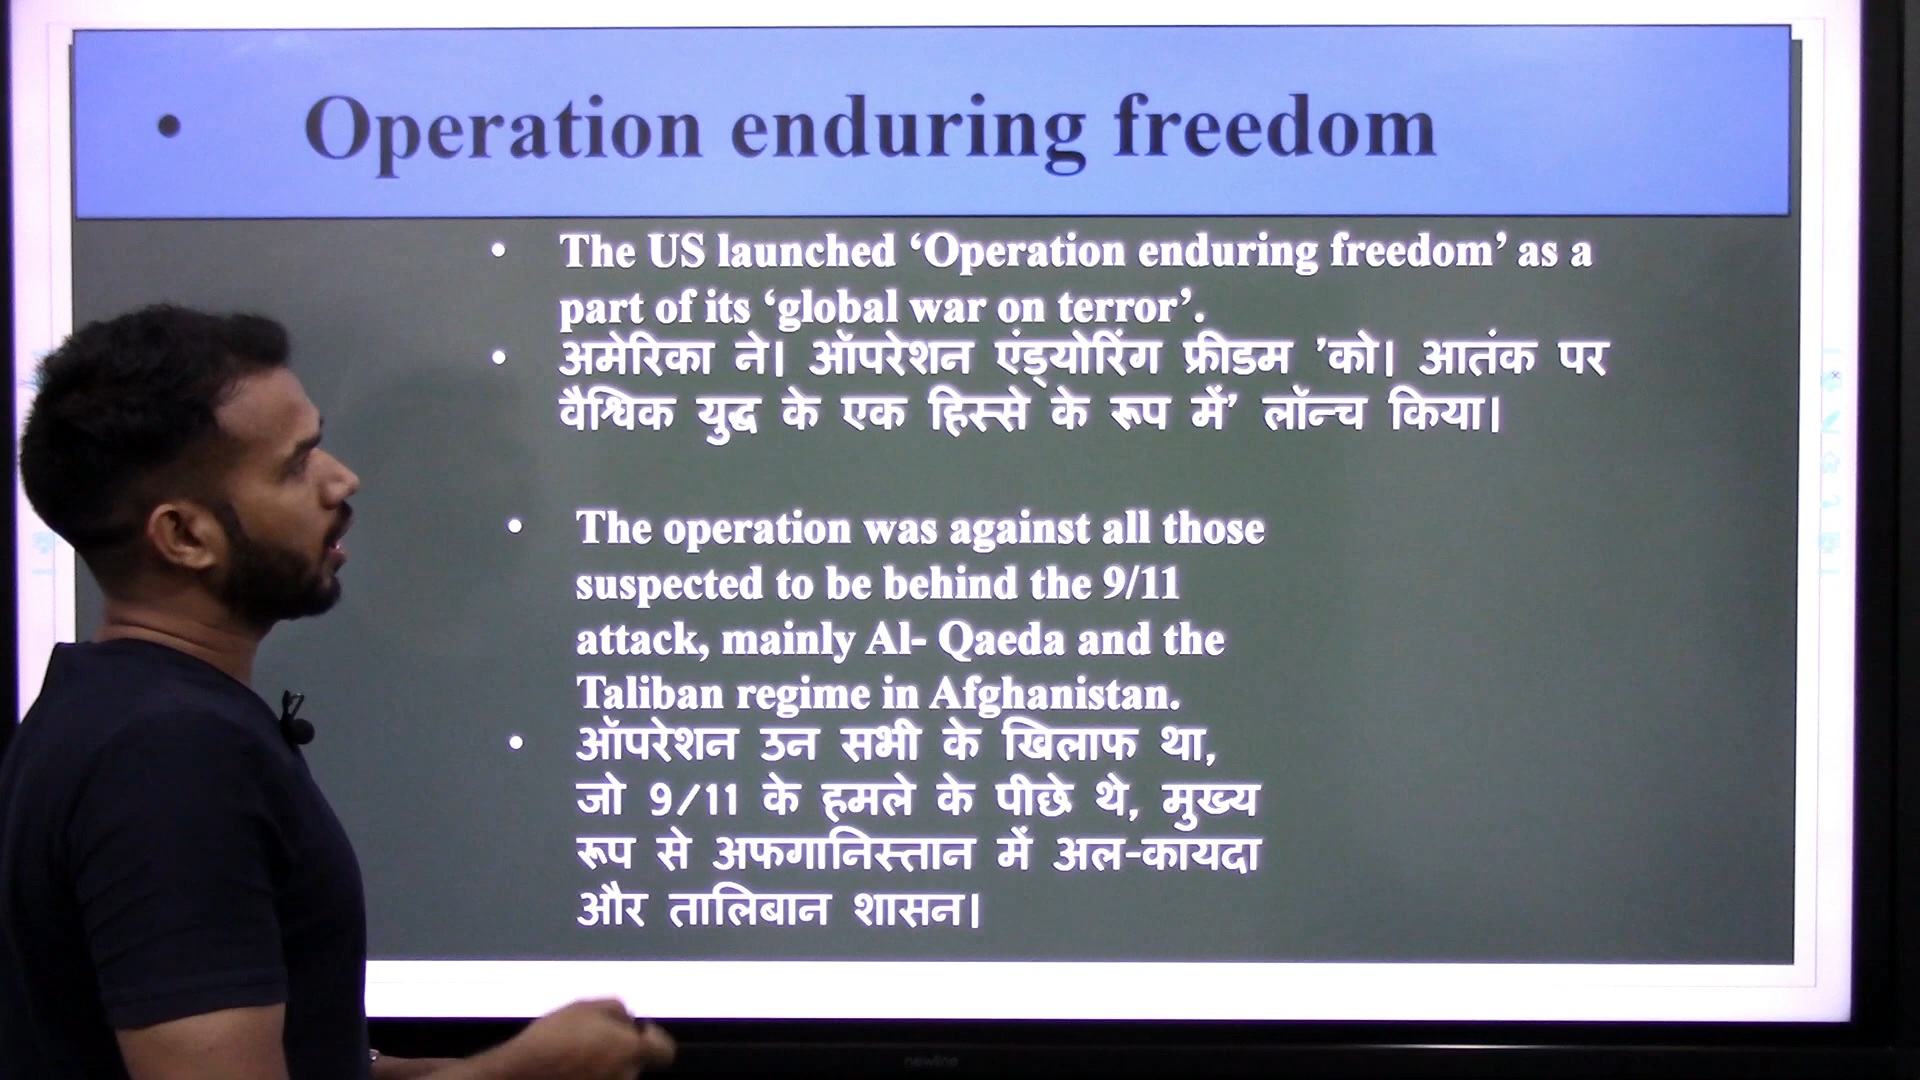 • Operation enduring freedom
• The US launched ‘Operation enduring freedom’ as a
part of its ‘global war on terror’.
• अमेरिका ने। ऑपरेशन एंड्योरिंग फ्रीडम ’को। आतंक पर
वैश्विक युद्ध के एक हिस्से के रूप में’ लॉन्च किया।
• The operation was against all those
suspected to be behind the 9/11
attack, mainly Al- Qaeda and the
Taliban regime in Afghanistan.
• ऑपरेशन उन सभी के खिलाफ था,
जो 9/11 के हमले के पीछे थे, मुख्य
रूप से अफगानिस्तान में अल-कायदा
और तालिबान शासन।
newline